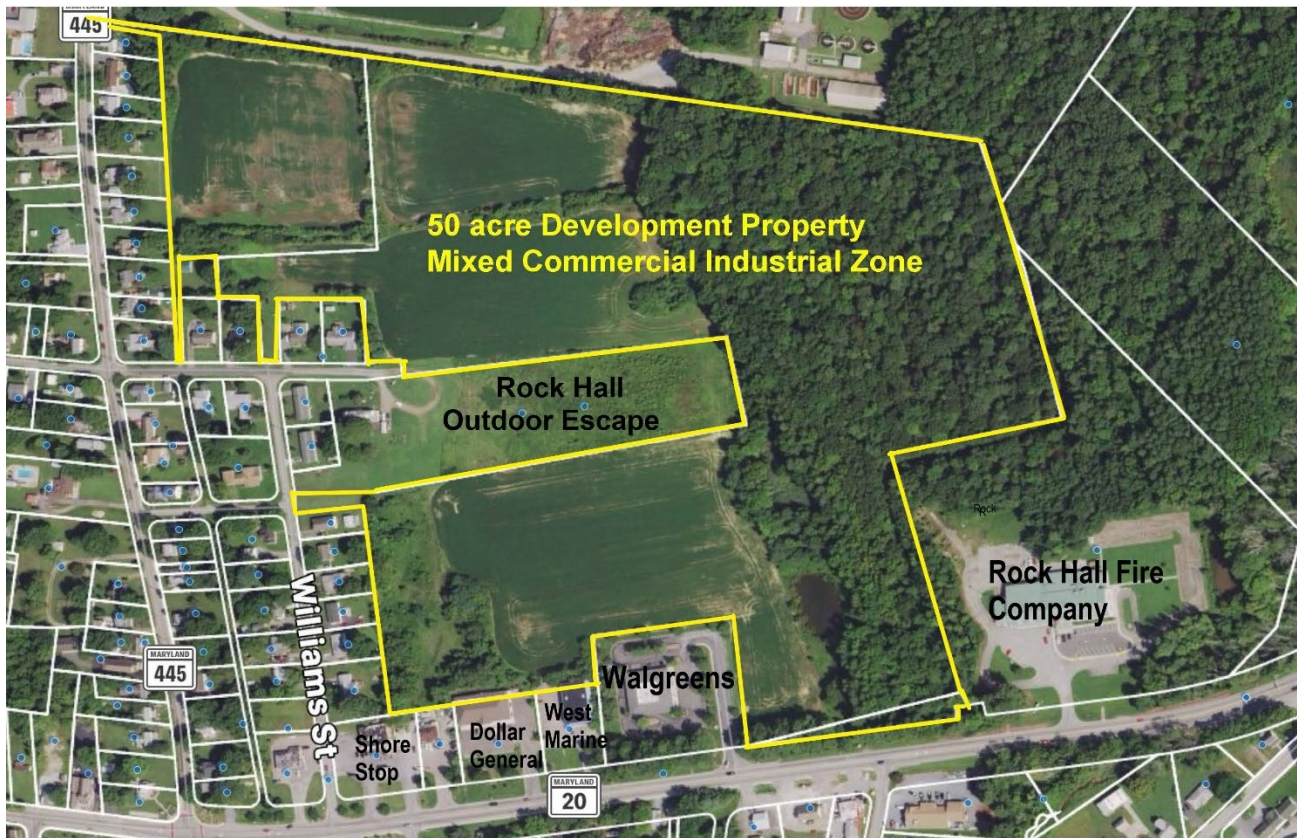 MARYLAND
445
50 acre Development Property
Mixed Commercial Industrial Zone
Rock Hall
Outdoor Escape
Rock
Rock Hall Fire
Company
Williams St
MARYLAND
445
Walgreens
West
Marine
Dollar
General
Shore
Stop
MARYLAND
20